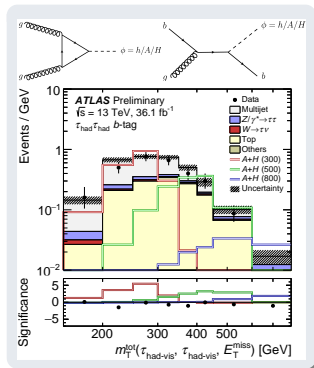 g
g
φ = h/A/H
b
g
φ = h/A/H
b
Events / GeV
ATLAS Preliminary
√s = 13 TeV, 36.1 fb⁻¹
τhadτhad b-tag
Data
Multijet
Z/γ*→ττ
W→τν
Top
Others
A+H (300)
A+H (500)
A+H (800)
Uncertainty
10
1
10⁻¹
10⁻²
Significance
5
0
−5
200 300 400 500
mT^tot(τhad-vis, τhad-vis, ET^miss) [GeV]